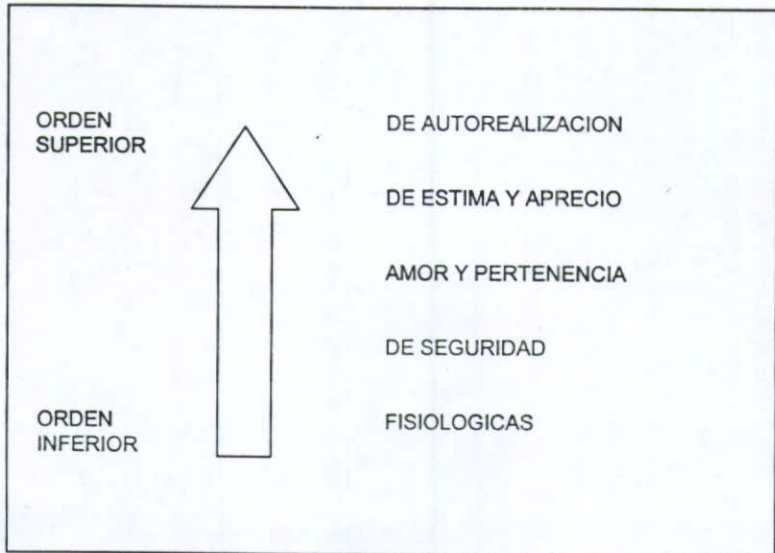 ORDEN
SUPERIOR
DE AUTOREALIZACION
DE ESTIMA Y APRECIO
AMOR Y PERTENENCIA
DE SEGURIDAD
ORDEN
INFERIOR
FISIOLOGICAS